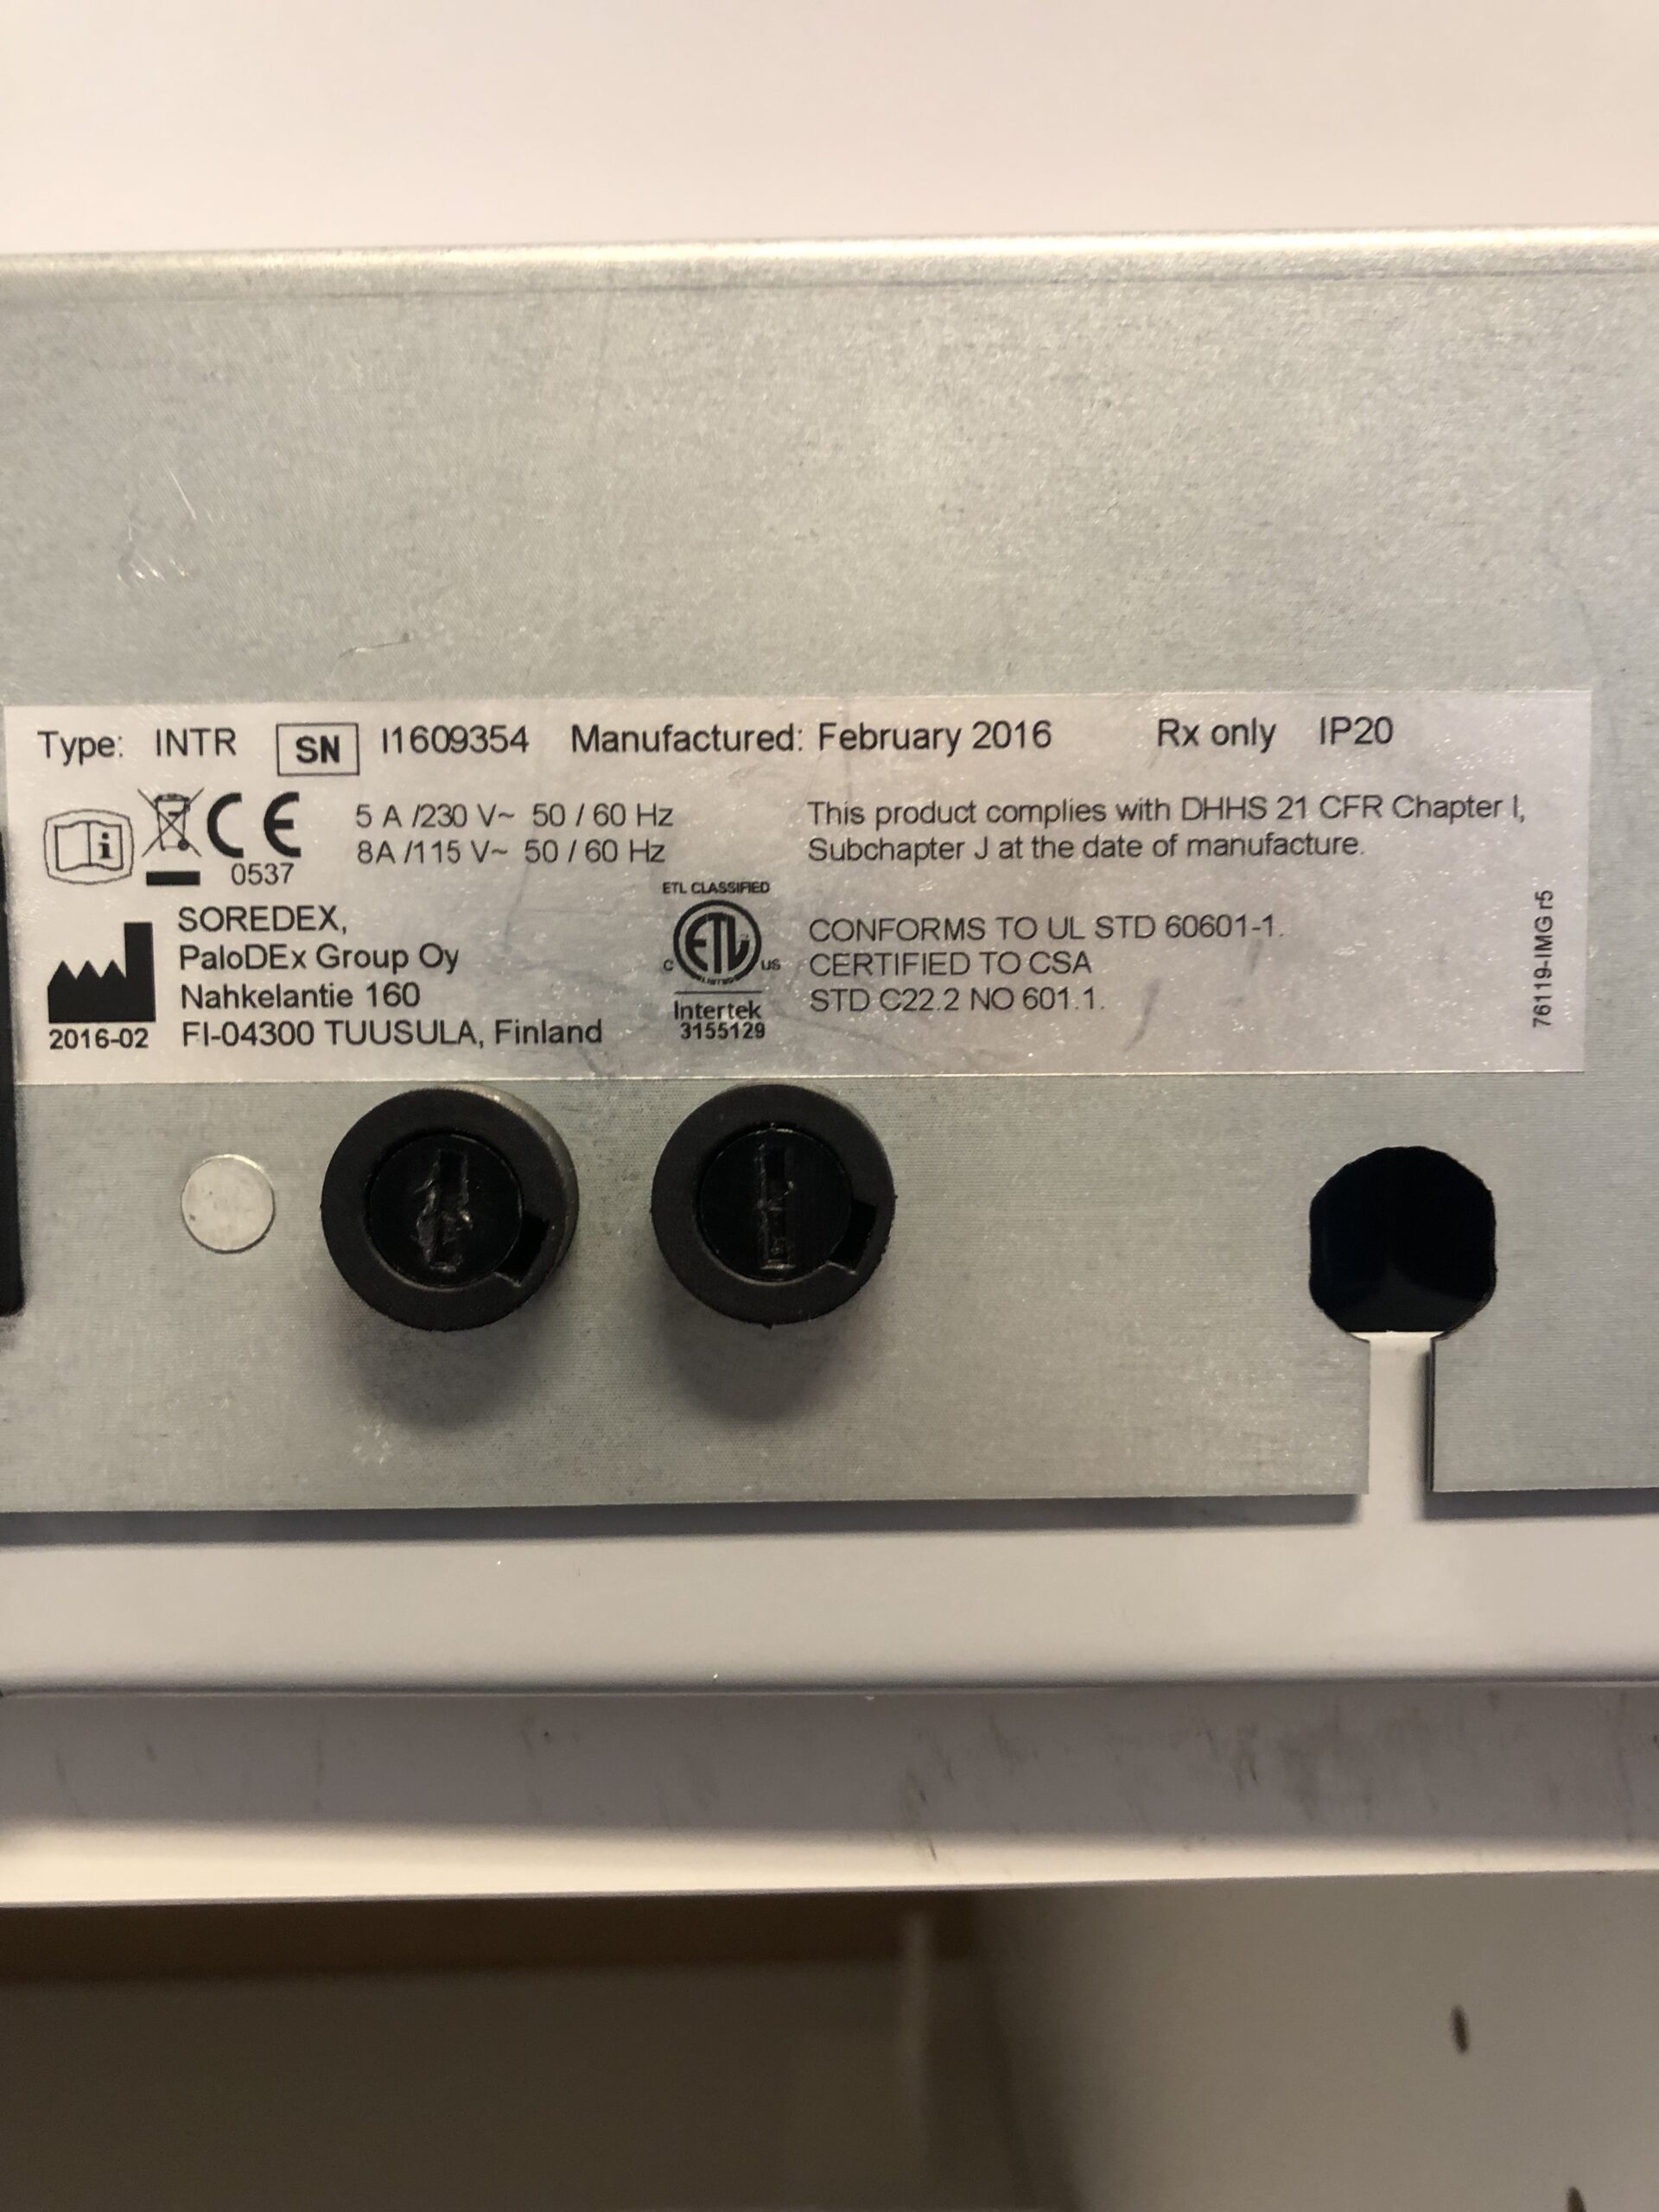 Type: INTR SN I1609354 Manufactured: February 2016 Rx only IP20
CE 0537
5 A /230 V~ 50 / 60 Hz
8A /115 V~ 50 / 60 Hz
This product complies with DHHS 21 CFR Chapter I,
Subchapter J at the date of manufacture.
SOREDEX,
PaloDEx Group Oy
Nahkelantie 160
FI-04300 TUUSULA, Finland
2016-02
ETL CLASSIFIED
C ETL US
LISTED
Intertek
3155129
CONFORMS TO UL STD 60601-1.
CERTIFIED TO CSA
STD C22.2 NO 601.1.
76119-IMG r5